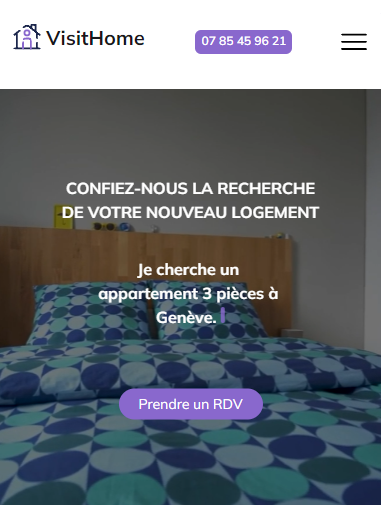 VisitHome
07 85 45 96 21
CONFIEZ-NOUS LA RECHERCHE
DE VOTRE NOUVEAU LOGEMENT
Je cherche un
appartement 3 pièces à
Genève.
Prendre un RDV